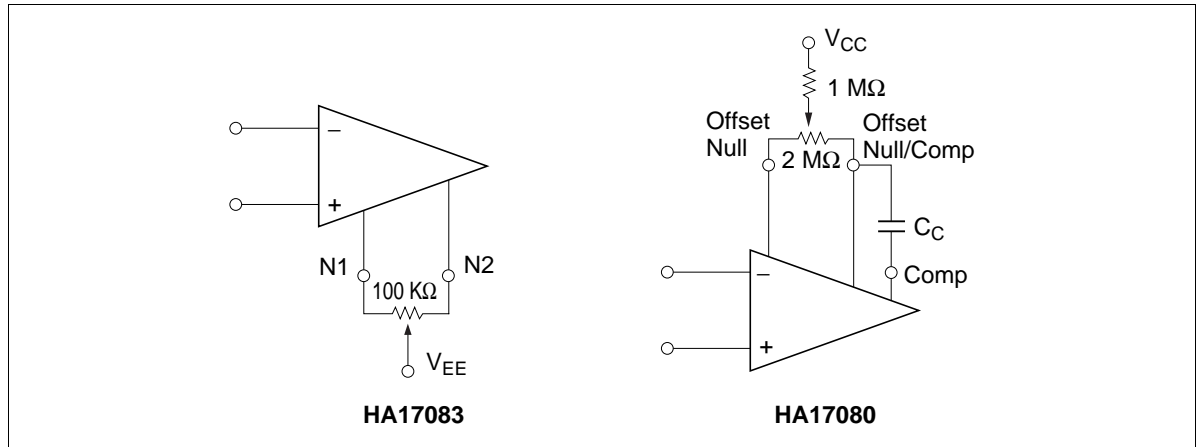 −
+
N1
N2
100 KΩ
VEE
HA17083
VCC
1 MΩ
Offset
Null
Offset
Null/Comp
2 MΩ
CC
Comp
−
+
HA17080